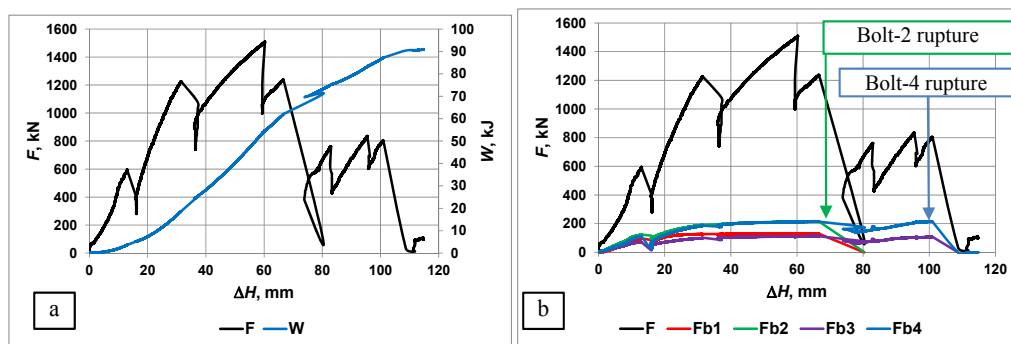 1600
1400
1200
1000
800
600
400
200
0
F, kN
100
90
80
70
60
50
40
30
20
10
0
W, kJ
0 20 40 60 80 100 120
ΔH, mm
a
F W
1600
1400
1200
1000
800
600
400
200
0
F, kN
Bolt-2 rupture
Bolt-4 rupture
0 20 40 60 80 100 120
ΔH, mm
b
F Fb1 Fb2 Fb3 Fb4